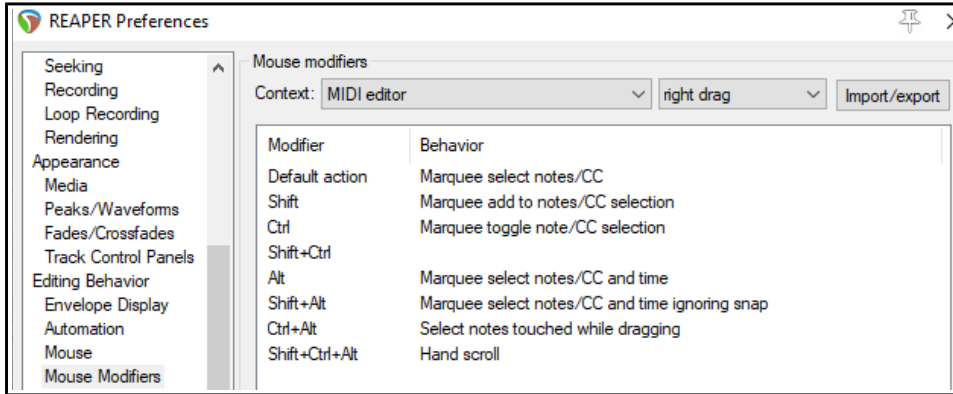 REAPER Preferences
Seeking
Recording
Loop Recording
Rendering
Appearance
Media
Peaks/Waveforms
Fades/Crossfades
Track Control Panels
Editing Behavior
Envelope Display
Automation
Mouse
Mouse Modifiers
Mouse modifiers
Context: MIDI editor right drag Import/export
Modifier Behavior
Default action Marquee select notes/CC
Shift Marquee add to notes/CC selection
Ctrl Marquee toggle note/CC selection
Shift+Ctrl
Alt Marquee select notes/CC and time
Shift+Alt Marquee select notes/CC and time ignoring snap
Ctrl+Alt Select notes touched while dragging
Shift+Ctrl+Alt Hand scroll